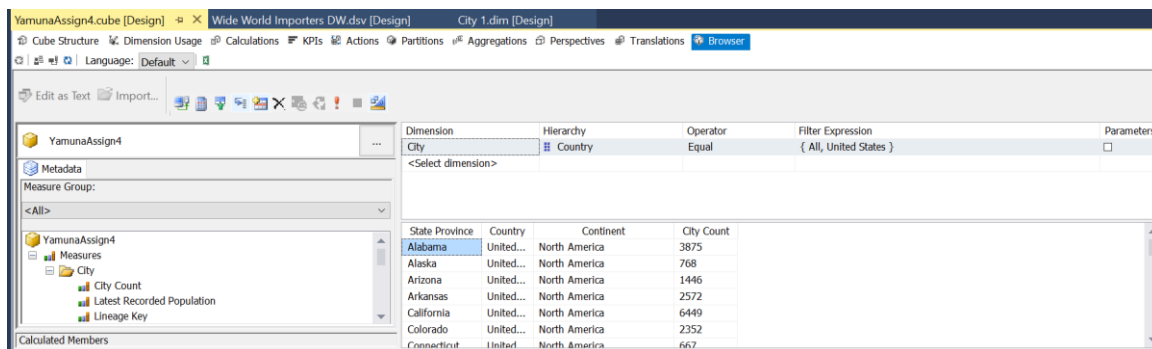 YamunaAssign4.cube [Design] Wide World Importers DW.dsv [Design] City 1.dim [Design]
Cube Structure Dimension Usage Calculations KPIs Actions Partitions Aggregations Perspectives Translations Browser
Language: Default
Edit as Text Import...
YamunaAssign4 ...
Metadata
Measure Group:
<All>
YamunaAssign4
Measures
City
City Count
Latest Recorded Population
Lineage Key
Calculated Members
Dimension Hierarchy Operator Filter Expression Parameters
City Country Equal { All, United States }
<Select dimension>
State Province Country Continent City Count
Alabama United... North America 3875
Alaska United... North America 768
Arizona United... North America 1446
Arkansas United... North America 2572
California United... North America 6449
Colorado United... North America 2352
Connecticut United... North America 667